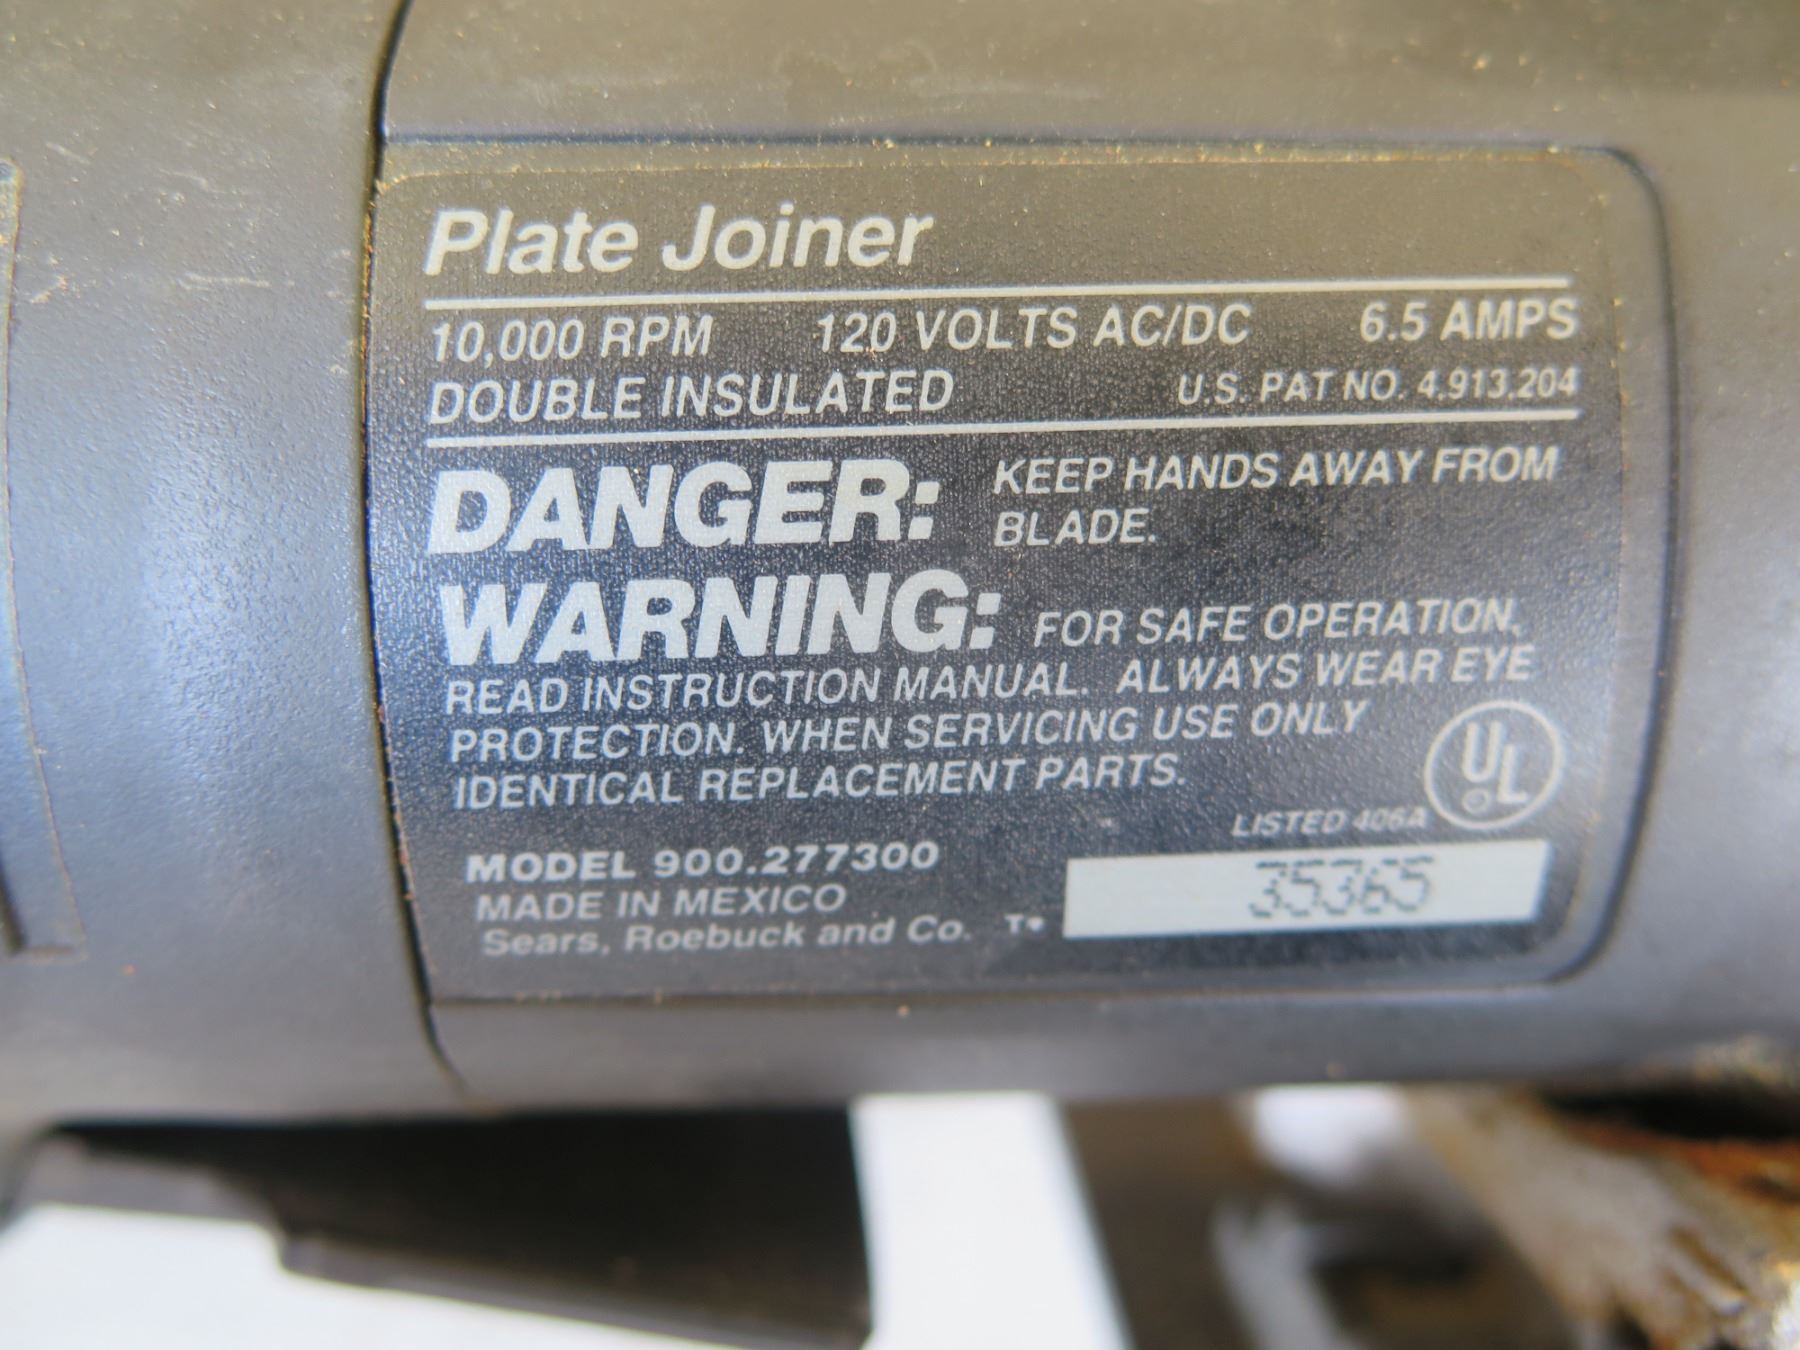 Plate Joiner
10,000 RPM 120 VOLTS AC/DC 6.5 AMPS
DOUBLE INSULATED U.S. PAT NO. 4.913.204
DANGER: KEEP HANDS AWAY FROM
BLADE.
WARNING: FOR SAFE OPERATION,
READ INSTRUCTION MANUAL. ALWAYS WEAR EYE
PROTECTION. WHEN SERVICING USE ONLY
IDENTICAL REPLACEMENT PARTS.
UL
LISTED 406A
MODEL 900.277300
MADE IN MEXICO
Sears, Roebuck and Co. T• 35365